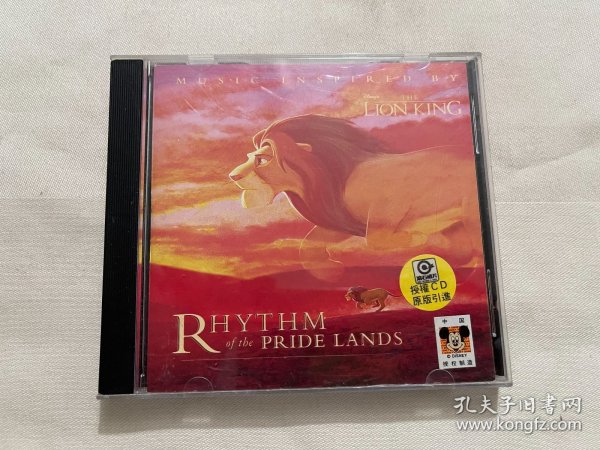 MUSIC INSPIRED BY
Disney's THE
LION KING
授權CD
原版引進
RHYTHM
of the PRIDE LANDS
中国
© DISNEY
授权制造
孔夫子旧书网
www.kongfz.com